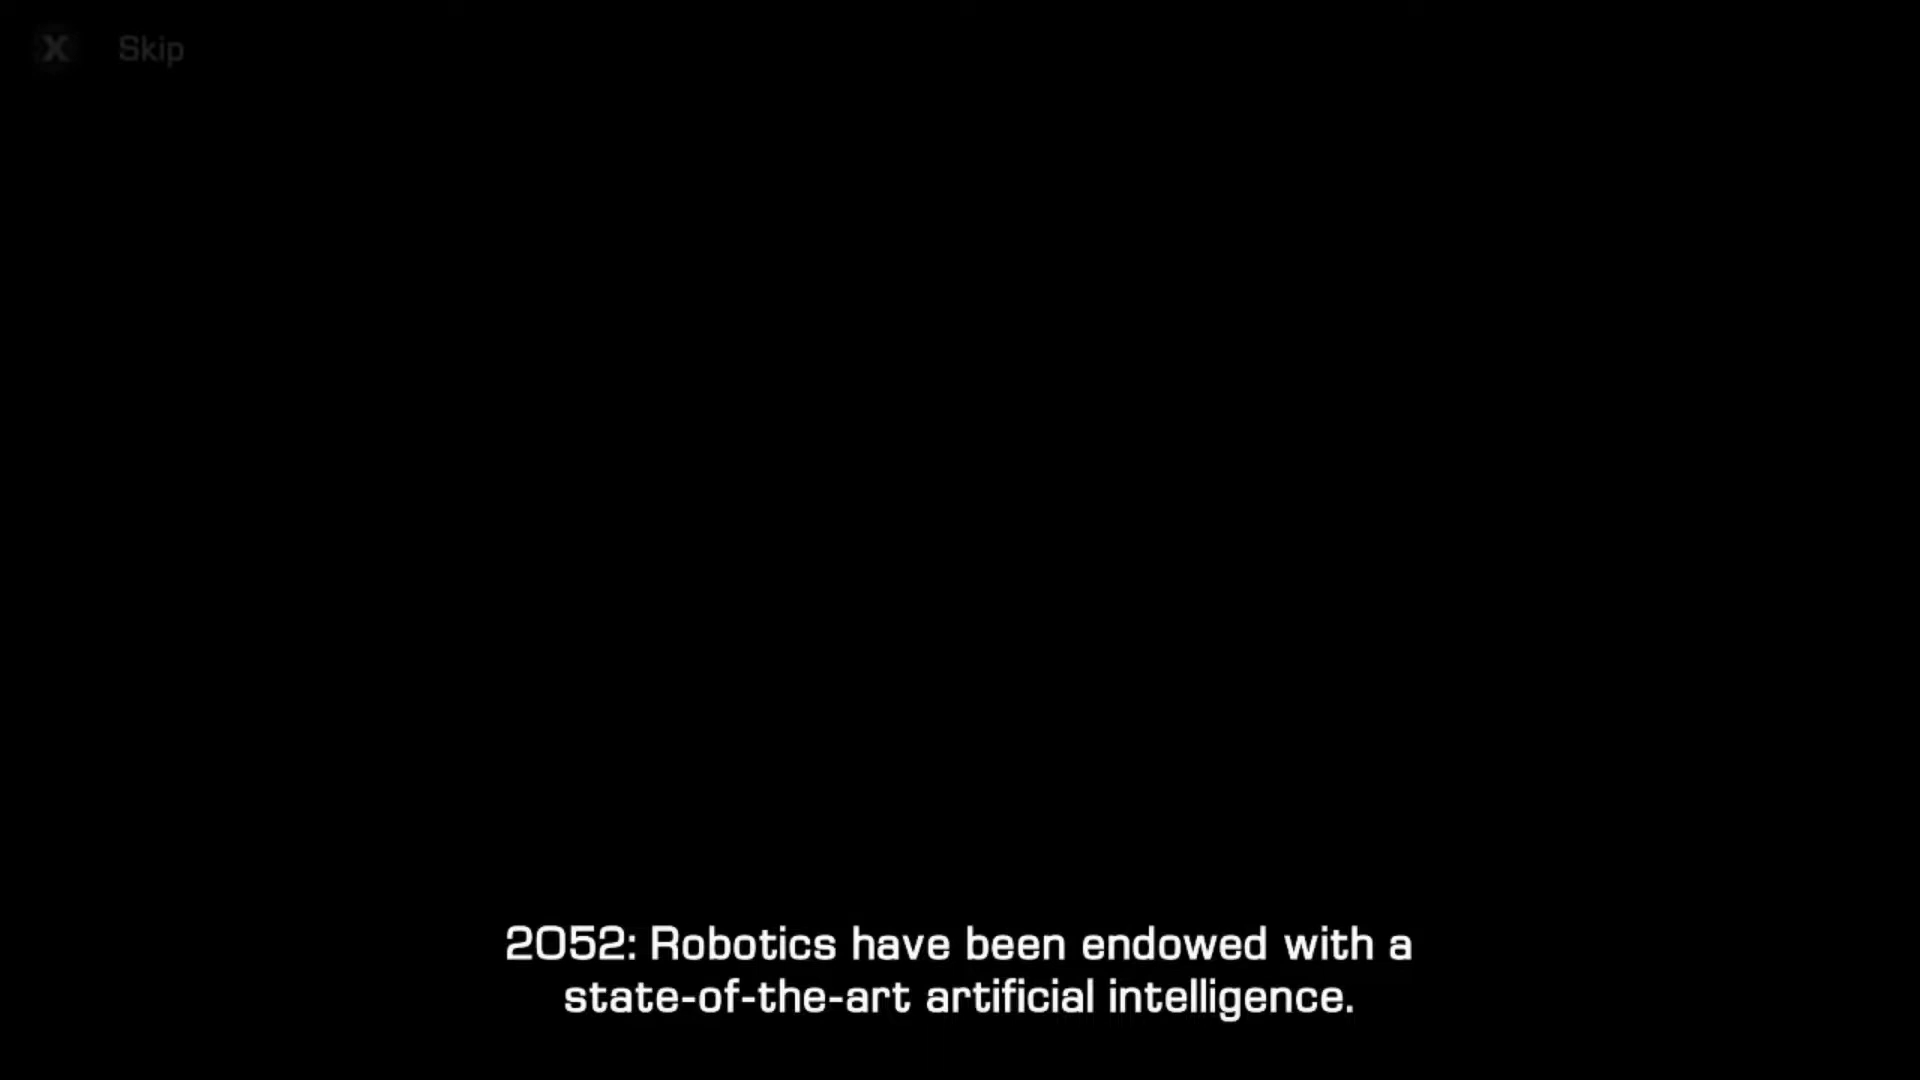 X Skip
2052: Robotics have been endowed with a
state-of-the-art artificial intelligence.